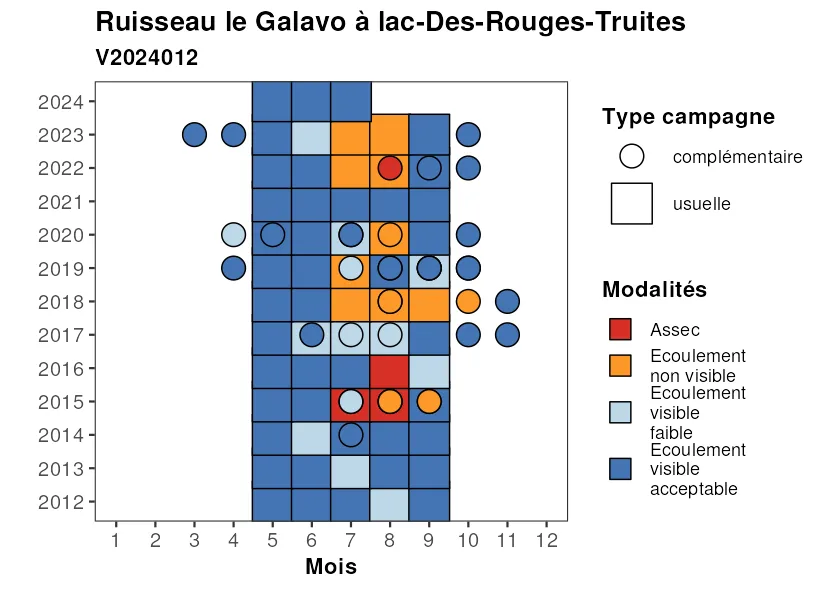 Ruisseau le Galavo à lac-Des-Rouges-Truites
V2024012
2024
2023
2022
2021
2020
2019
2018
2017
2016
2015
2014
2013
2012
1 2 3 4 5 6 7 8 9 10 11 12
Mois
Type campagne
complémentaire
usuelle
Modalités
Assec
Ecoulement
non visible
Ecoulement
visible
faible
Ecoulement
visible
acceptable